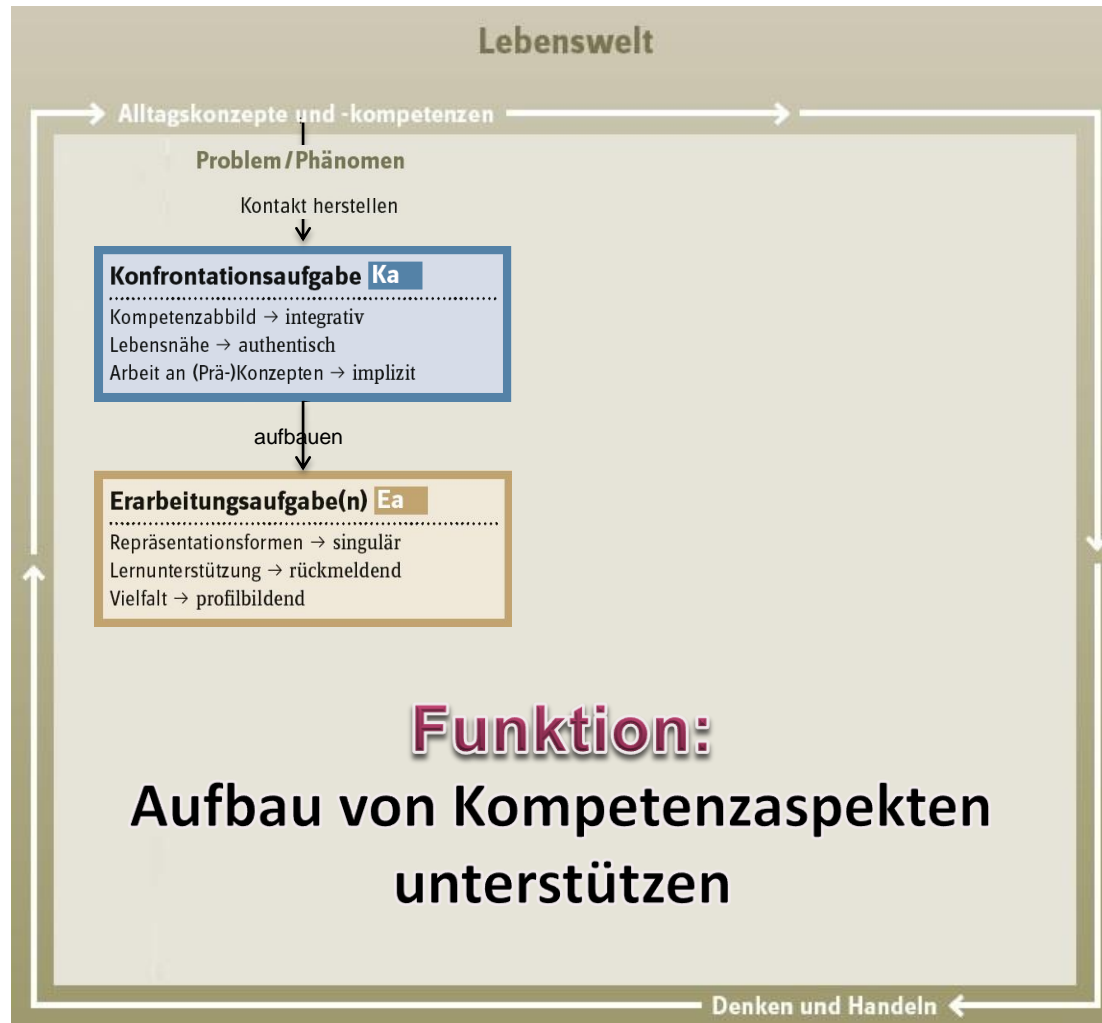 Lebenswelt
Alltagskonzepte und -kompetenzen
Problem/Phänomen
Kontakt herstellen
Konfrontationsaufgabe Ka
Kompetenzabbild → integrativ
Lebensnähe → authentisch
Arbeit an (Prä-)Konzepten → implizit
aufbauen
Erarbeitungsaufgabe(n) Ea
Repräsentationsformen → singulär
Lernunterstützung → rückmeldend
Vielfalt → profilbildend
Funktion:
Aufbau von Kompetenzaspekten
unterstützen
Denken und Handeln